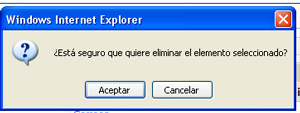 Windows Internet Explorer
¿Está seguro que quiere eliminar el elemento seleccionado?
Aceptar
Cancelar